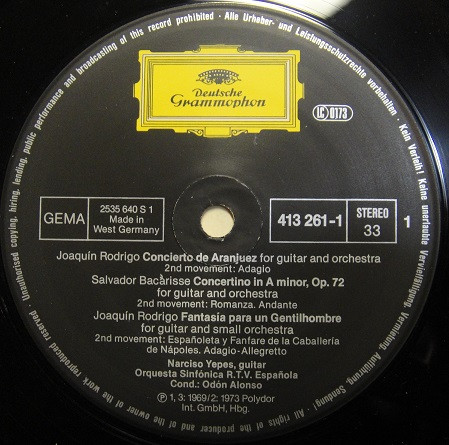 Unauthorised copying, hiring, lending, public performance and broadcasting of this record prohibited · Alle Urheber- und Leistungsschutzrechte vorbehalten · Kein Verleih! Keine unerlaubte Vervielfältigung, Vermietung, Aufführung, Sendung! · All rights of the producer and of the owner of the work reproduced reserved ·
Deutsche
Grammophon
LC 0173
GEMA
2535 640 S 1
Made in
West Germany
413 261-1
STEREO
33
1
Joaquín Rodrigo Concierto de Aranjuez for guitar and orchestra
2nd movement: Adagio
Salvador Bacarisse Concertino in A minor, Op. 72
for guitar and orchestra
2nd movement: Romanza. Andante
Joaquín Rodrigo Fantasía para un Gentilhombre
for guitar and small orchestra
2nd movement: Españoleta y Fanfare de la Caballería
de Nápoles. Adagio-Allegretto
Narciso Yepes, guitar
Orquesta Sinfónica R.T.V. Española
Cond.: Odón Alonso
Ⓟ 1, 3: 1969/2: 1973 Polydor
Int. GmbH, Hbg.